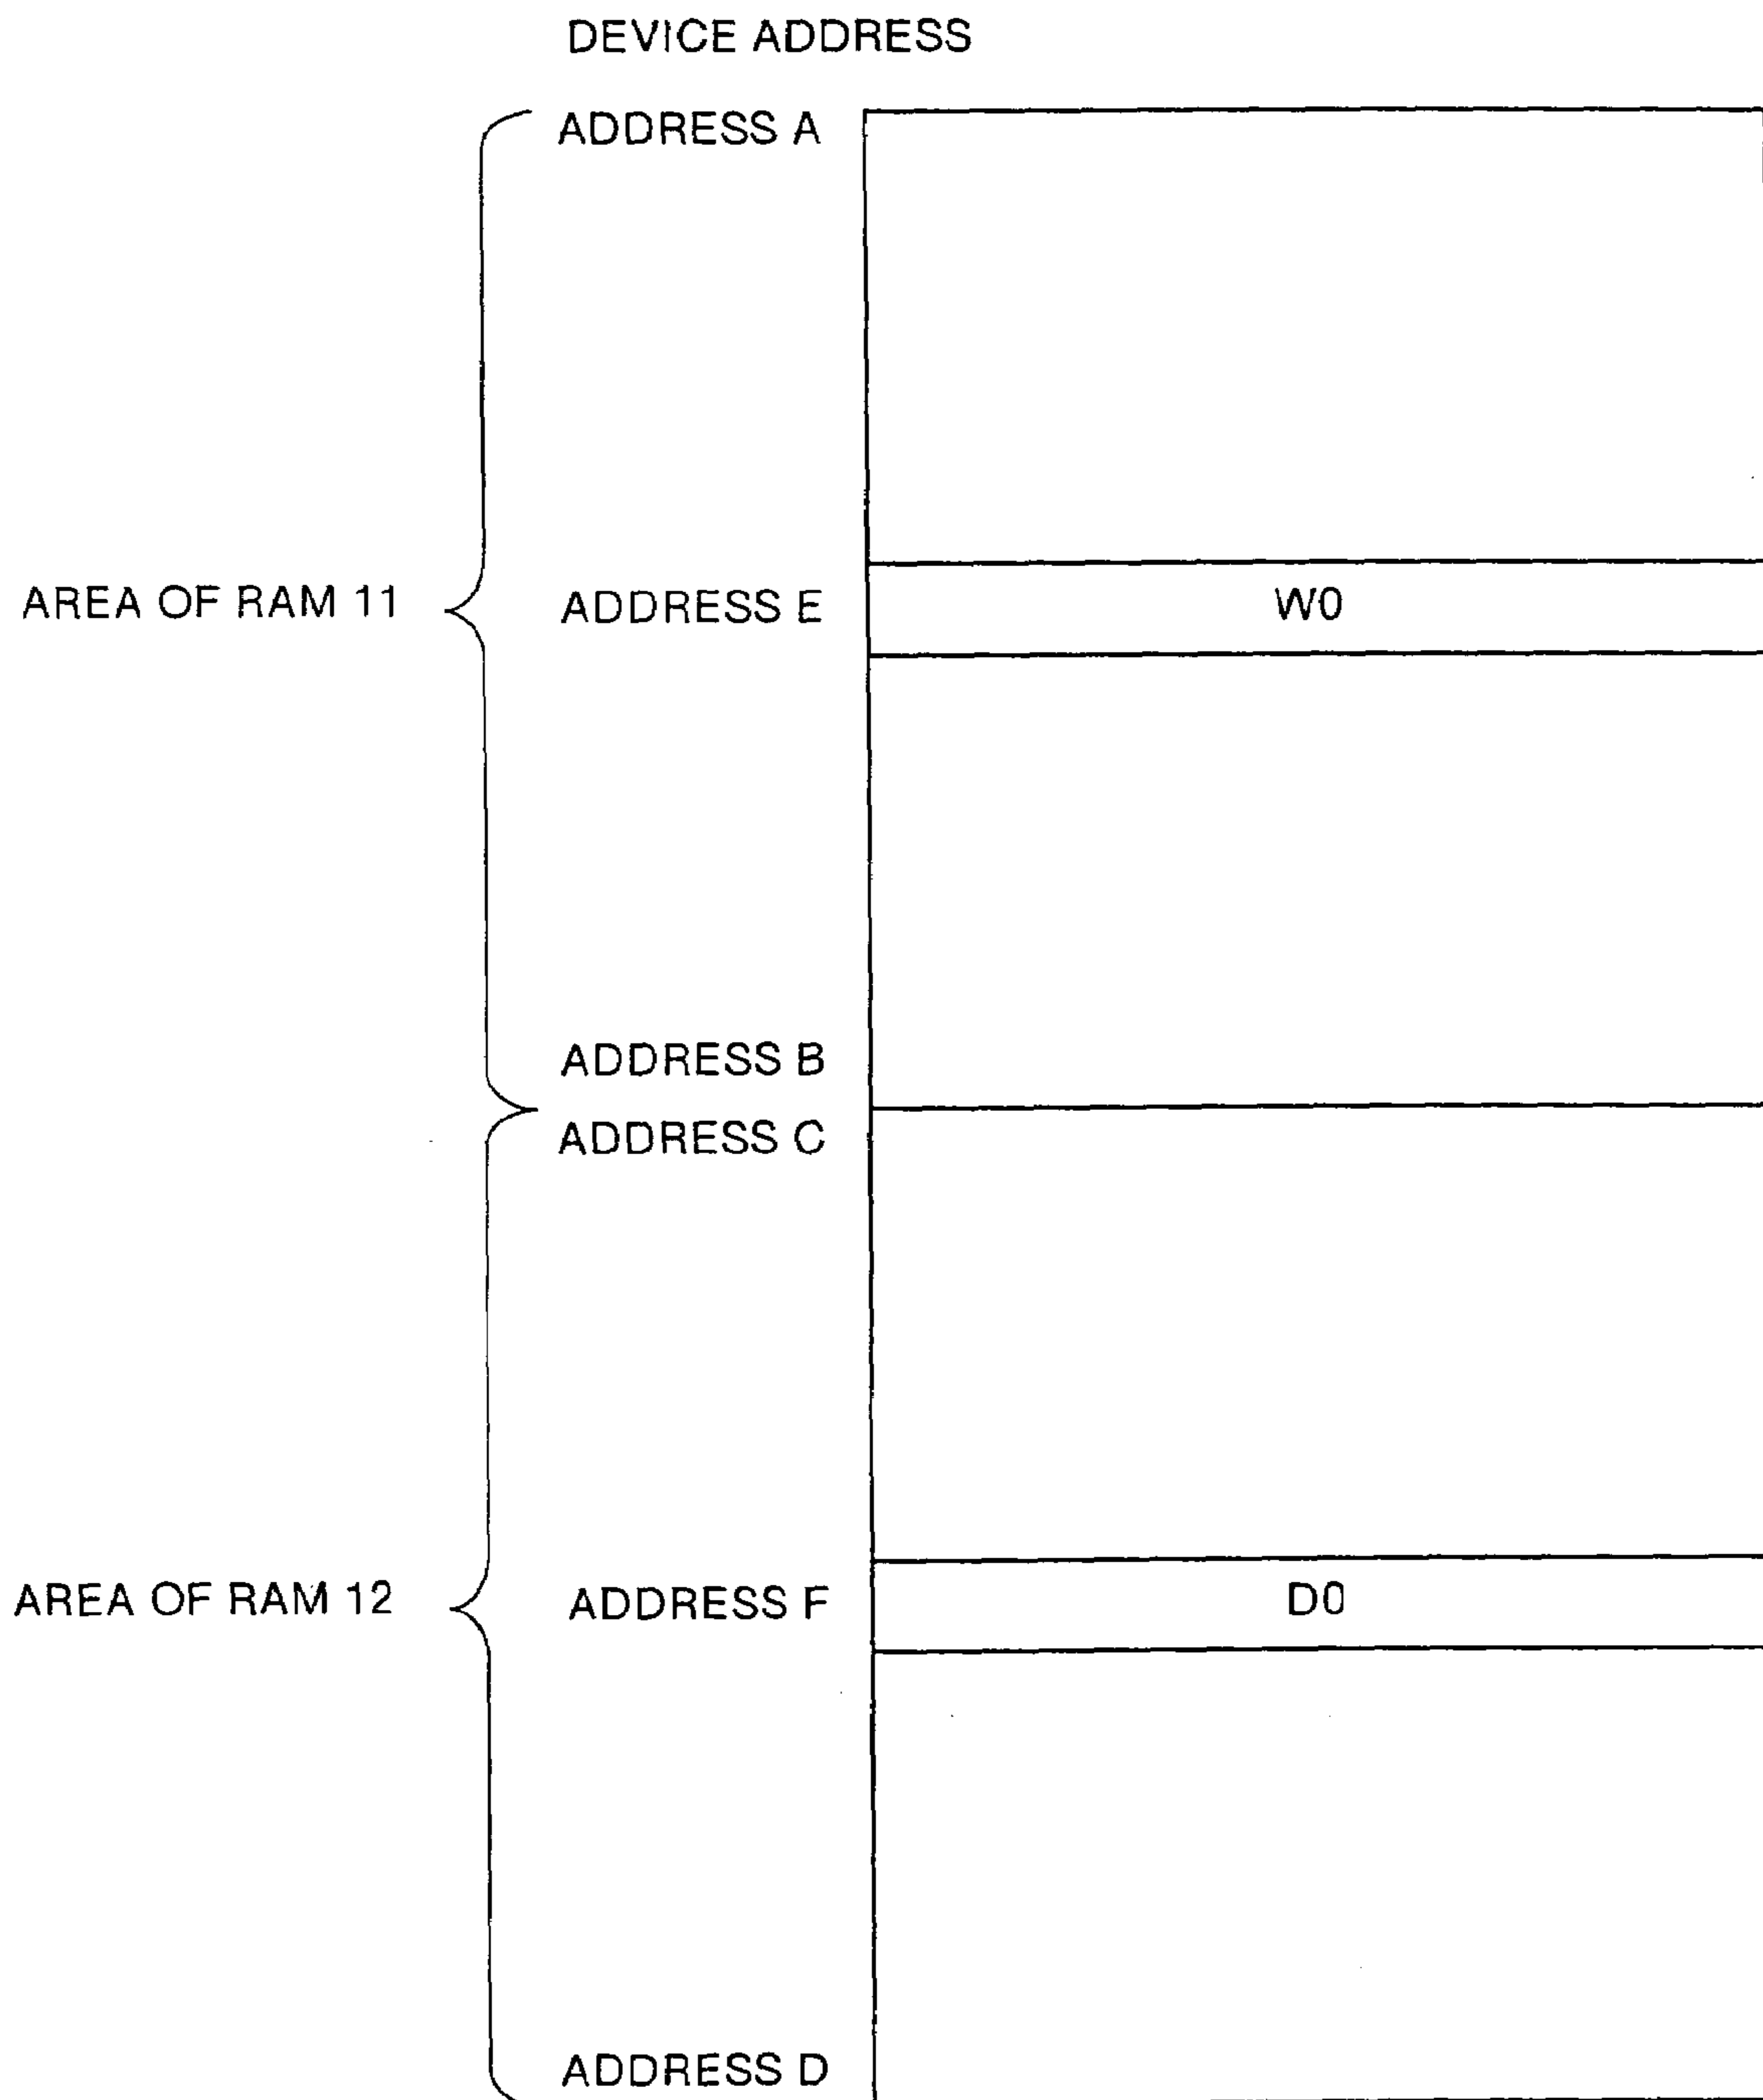 DEVICE ADDRESS
ADDRESS A
AREA OF RAM 11 ADDRESS E W0
ADDRESS B
ADDRESS C
AREA OF RAM 12 ADDRESS F D0
ADDRESS D